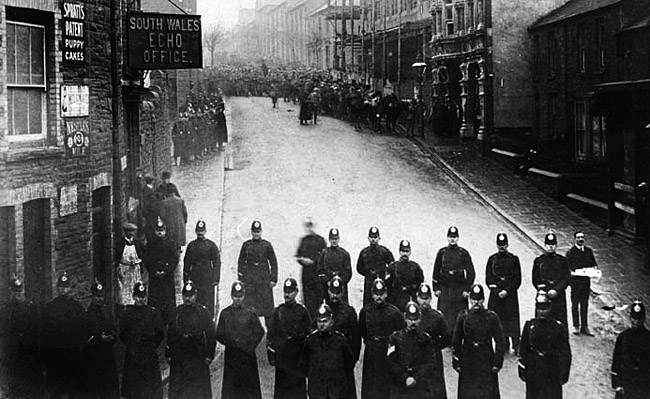 SPRATTS
PATENT
PUPPY
CAKES
SOUTH WALES
ECHO
OFFICE.